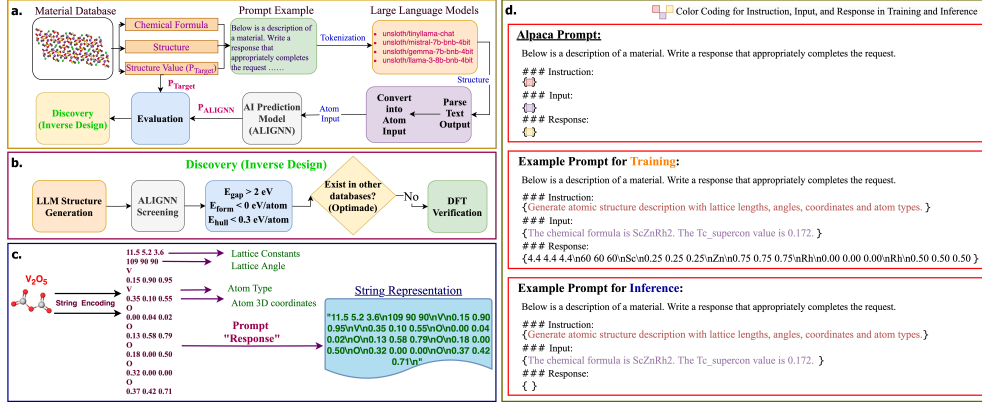 a.
Material Database
Chemical Formula
Structure
Structure Value (P_Target)
Prompt Example
Below is a description of
a material. Write a
response that
appropriately completes
the request ......
Tokenization
Large Language Models
unsloth/tinyllama-chat
unsloth/mistral-7b-bnb-4bit
unsloth/gemma-7b-bnb-4bit
unsloth/llama-3-8b-bnb-4bit
Structure
P_Target
Discovery
(Inverse Design)
Evaluation
P_ALIGNN
AI Prediction
Model
(ALIGNN)
Atom
Input
Convert
into
Atom
Input
Parse
Text
Output
b.
Discovery (Inverse Design)
LLM Structure
Generation
ALIGNN
Screening
E_gap > 2 eV
E_form < 0 eV/atom
E_hull < 0.3 eV/atom
Exist in other
databases?
(Optimade)
No
DFT
Verification
c.
V₂O₅
String Encoding
11.5 5.2 3.6
109 90 90
V
0.15 0.90 0.95
V
0.35 0.10 0.55
O
0.00 0.04 0.02
O
0.13 0.58 0.79
O
0.18 0.00 0.50
O
0.32 0.00 0.00
O
0.37 0.42 0.71
Lattice Constants
Lattice Angle
Atom Type
Atom 3D coordinates
Prompt
"Response"
String Representation
"11.5 5.2 3.6\n109 90 90\nV\n0.15 0.90
0.95\nV\n0.35 0.10 0.55\nO\n0.00 0.04
0.02\nO\n0.13 0.58 0.79\nO\n0.18 0.00
0.50\nO\n0.32 0.00 0.00\nO\n0.37 0.42
0.71\n"
d.
Color Coding for Instruction, Input, and Response in Training and Inference
Alpaca Prompt:
Below is a description of a material. Write a response that appropriately completes the request.
### Instruction:
{}
### Input:
{}
### Response:
{}
Example Prompt for Training:
Below is a description of a material. Write a response that appropriately completes the request.
### Instruction:
{Generate atomic structure description with lattice lengths, angles, coordinates and atom types. }
### Input:
{The chemical formula is ScZnRh2. The Tc_supercon value is 0.172. }
### Response:
{4.4 4.4 4.4\n60 60 60\nSc\n0.25 0.25 0.25\nZn\n0.75 0.75 0.75\nRh\n0.00 0.00 0.00\nRh\n0.50 0.50 0.50 }
Example Prompt for Inference:
Below is a description of a material. Write a response that appropriately completes the request.
### Instruction:
{Generate atomic structure description with lattice lengths, angles, coordinates and atom types.}
### Input:
{The chemical formula is ScZnRh2. The Tc_supercon value is 0.172. }
### Response:
{ }